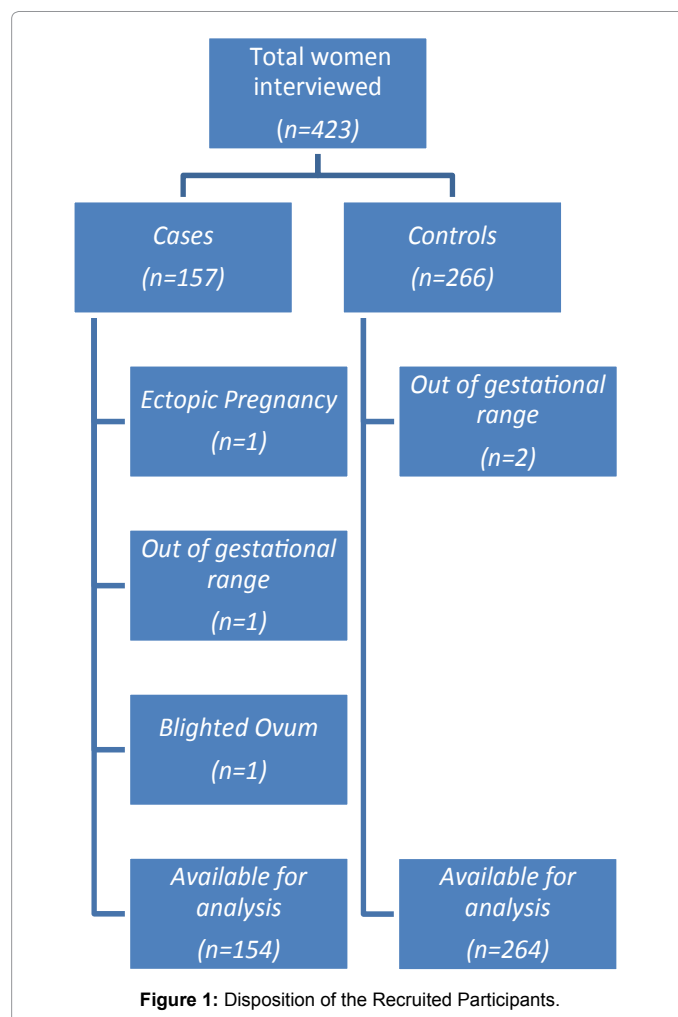 Total women
interviewed
(n=423)
Cases
(n=157)
Controls
(n=266)
Ectopic Pregnancy
(n=1)
Out of gestational
range
(n=2)
Out of gestational
range
(n=1)
Blighted Ovum
(n=1)
Available for
analysis
(n=154)
Available for
analysis
(n=264)
Figure 1: Disposition of the Recruited Participants.